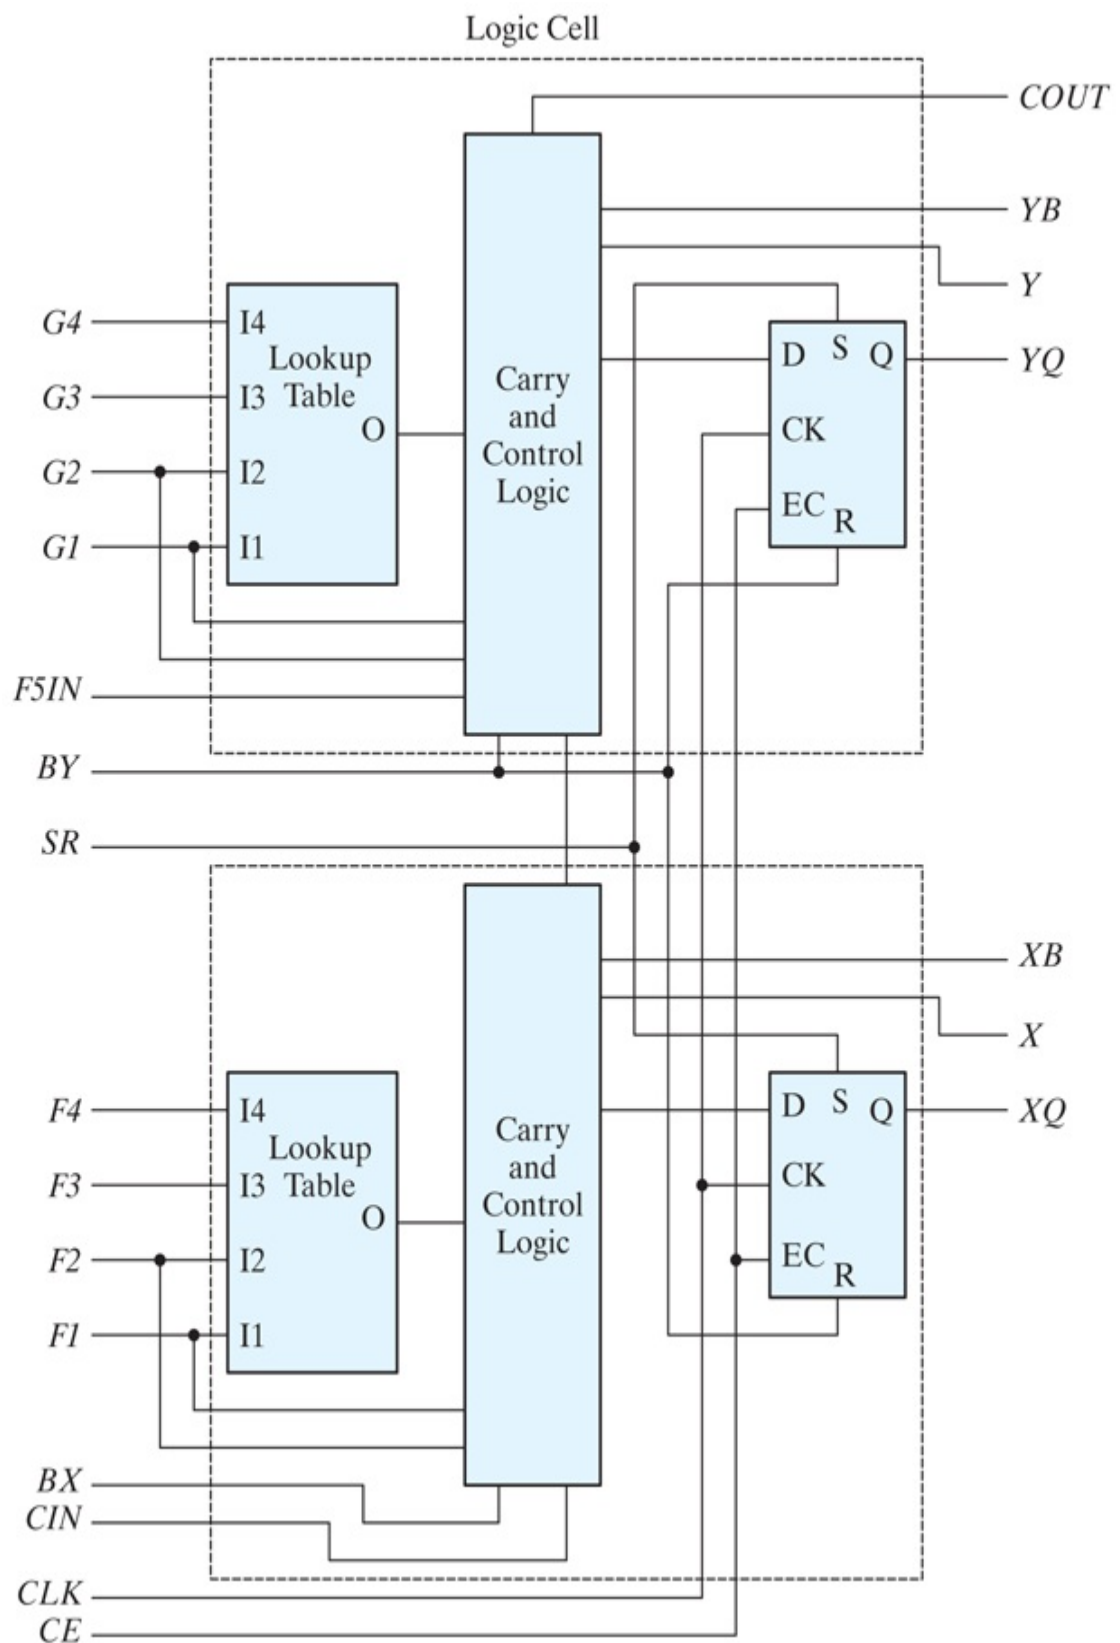 Logic Cell
COUT
YB
Y
G4
I4
Lookup
Table
G3
I3
O
G2
I2
G1
I1
Carry
and
Control
Logic
D
S
Q
YQ
CK
EC
R
F5IN
BY
SR
XB
X
F4
I4
Lookup
Table
F3
I3
O
F2
I2
F1
I1
Carry
and
Control
Logic
D
S
Q
XQ
CK
EC
R
BX
CIN
CLK
CE